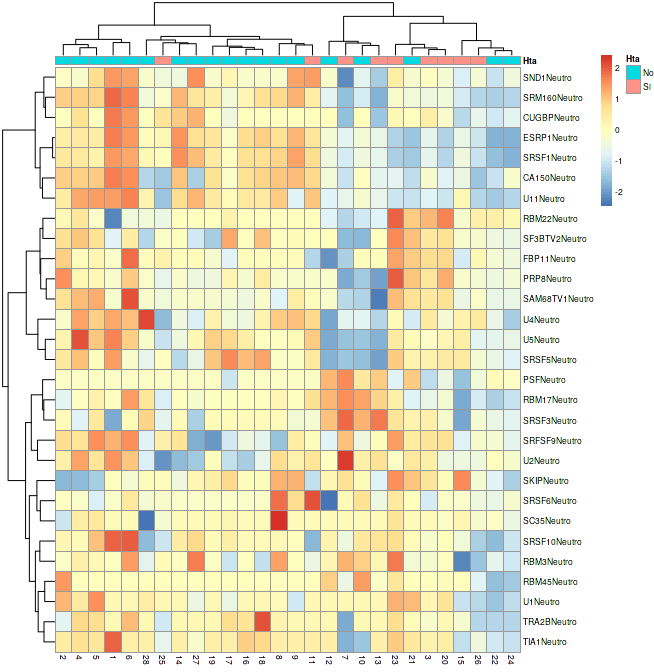 Hta
SND1Neutro
SRM160Neutro
CUGBPNeutro
ESRP1Neutro
SRSF1Neutro
CA150Neutro
U11Neutro
RBM22Neutro
SF3BTV2Neutro
FBP11Neutro
PRP8Neutro
SAM68TV1Neutro
U4Neutro
U5Neutro
SRSF5Neutro
PSFNeutro
RBM17Neutro
SRSF3Neutro
SRFSF9Neutro
U2Neutro
SKIPNeutro
SRSF6Neutro
SC35Neutro
SRSF10Neutro
RBM3Neutro
RBM45Neutro
U1Neutro
TRA2BNeutro
TIA1Neutro
2 4 5 1 6 28 25 14 27 19 17 16 18 8 9 11 12 7 10 13 23 21 3 20 15 26 22 24
2
1
0
-1
-2
Hta
No
Si